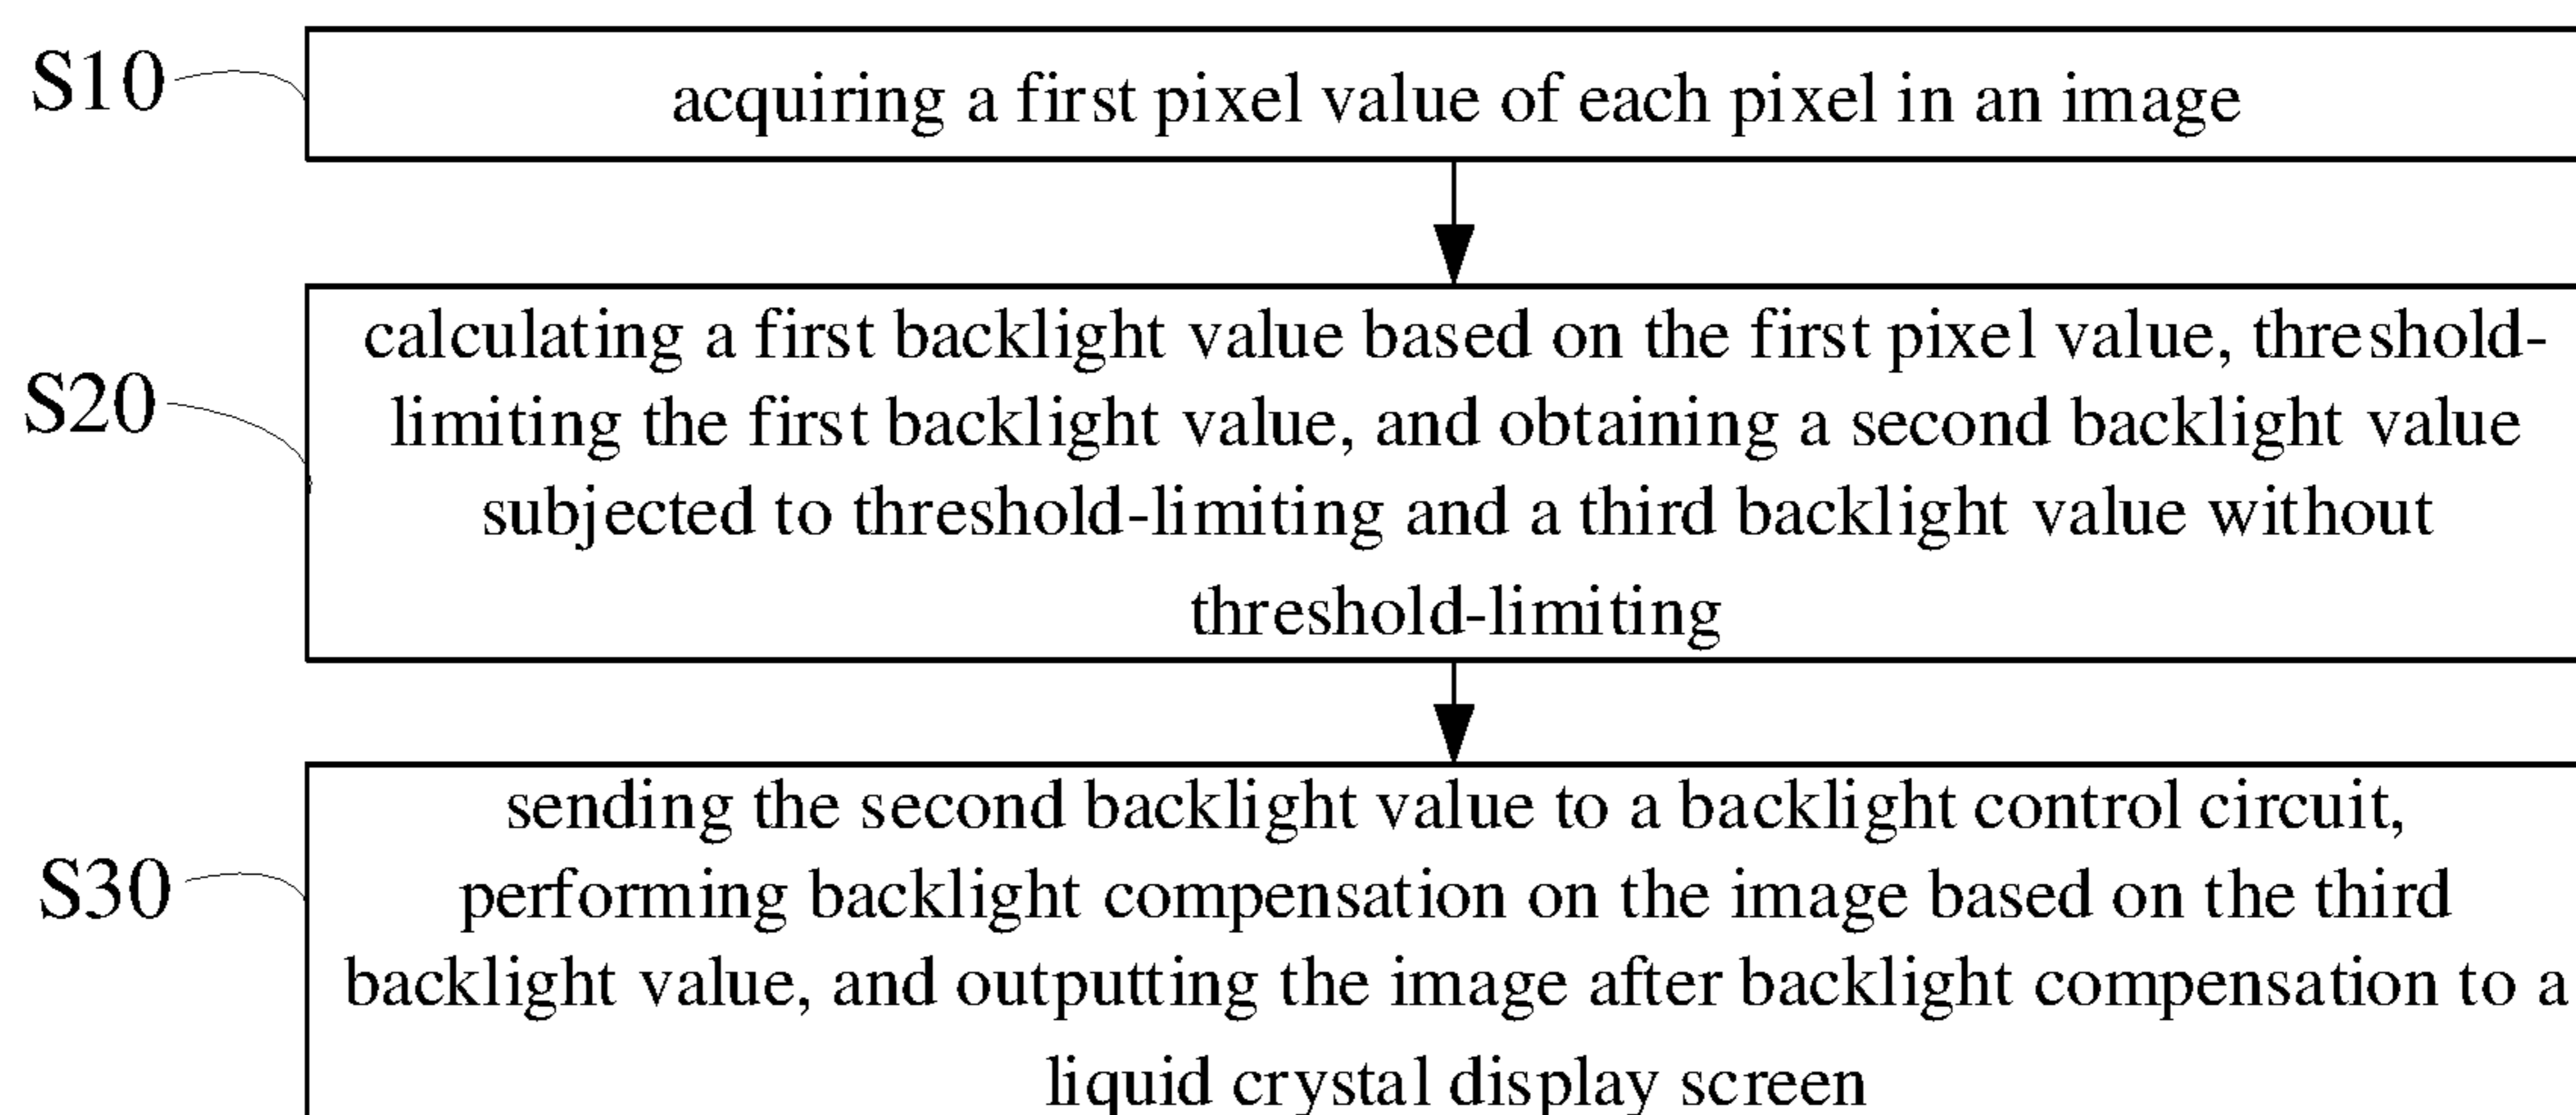 S10
acquiring a first pixel value of each pixel in an image
S20
calculating a first backlight value based on the first pixel value, threshold-
limiting the first backlight value, and obtaining a second backlight value
subjected to threshold-limiting and a third backlight value without
threshold-limiting
S30
sending the second backlight value to a backlight control circuit,
performing backlight compensation on the image based on the third
backlight value, and outputting the image after backlight compensation to a
liquid crystal display screen